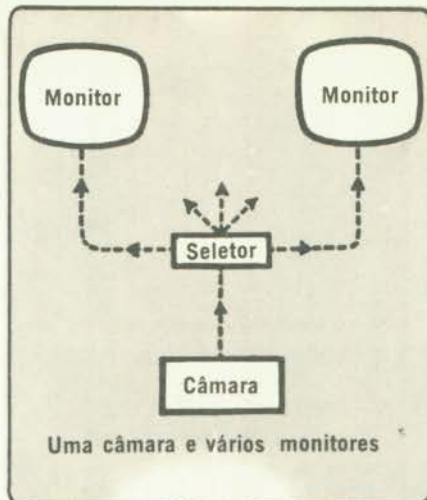 Monitor
Monitor
Seletor
Câmara
Uma câmara e vários monitores